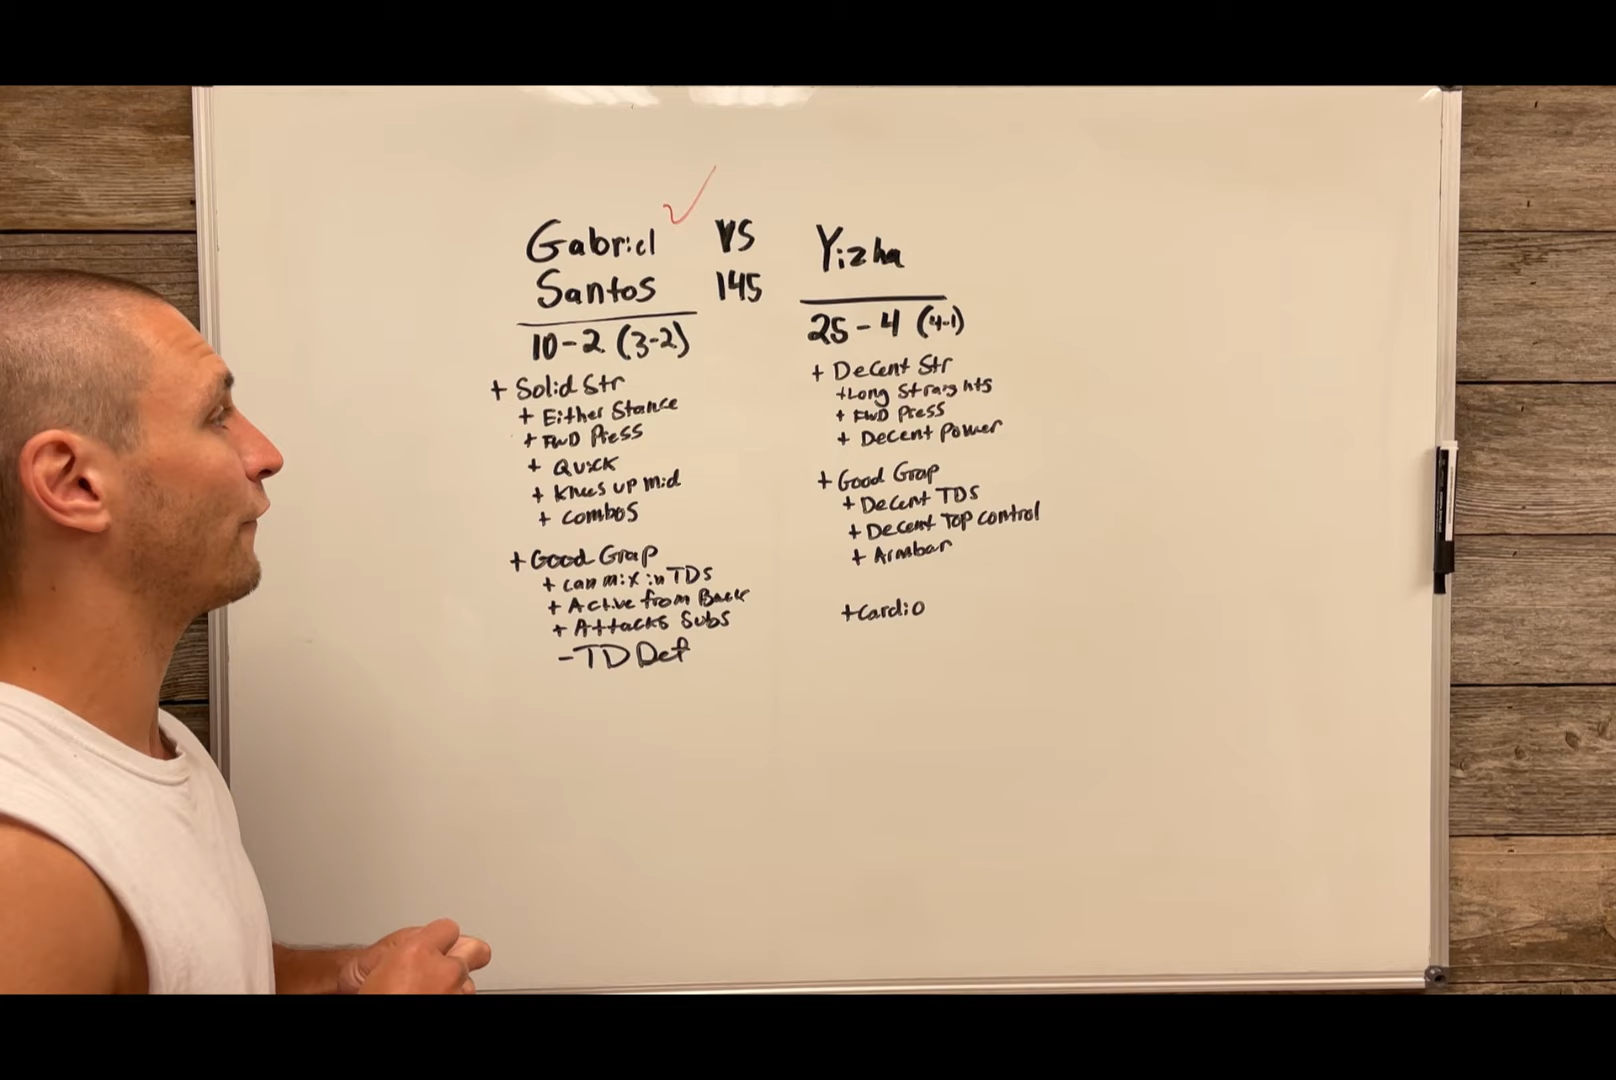 Gabriel
Santos
VS
145
Yizha
10-2 (3-2)
+ Solid Str
+ Either Stance
+ FWD Press
+ Quick
+ Knees up mid
+ Combos
+ Good Grap
+ can mix in TDs
+ Active from Back
+ Attacks Subs
- TD Def
25-4 (4-1)
+ Decent Str
+ Long Straights
+ FWD Press
+ Decent Power
+ Good Grap
+ Decent TDs
+ Decent Top control
+ Armbar
+ Cardio